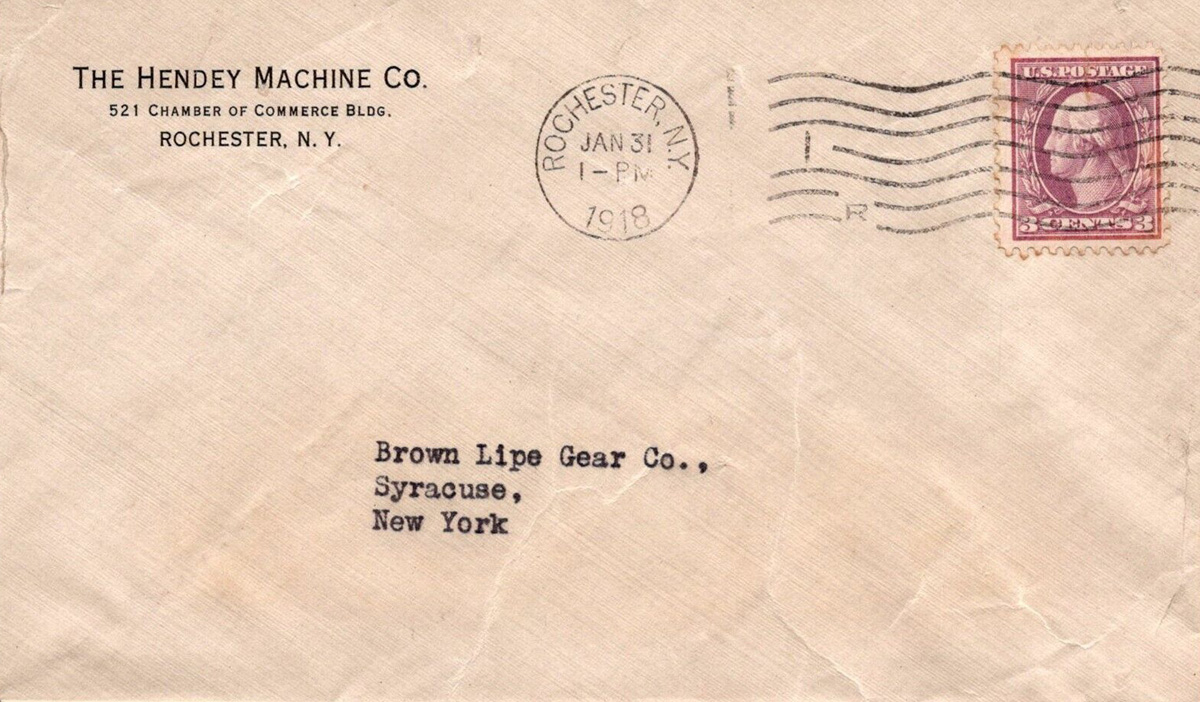 THE HENDEY MACHINE CO.
521 CHAMBER OF COMMERCE BLDG.
ROCHESTER, N. Y.
ROCHESTER, N.Y.
JAN 31
1-PM
1918
1
R
U.S. POSTAGE
3 CENTS 3
Brown Lipe Gear Co.,
Syracuse,
New York